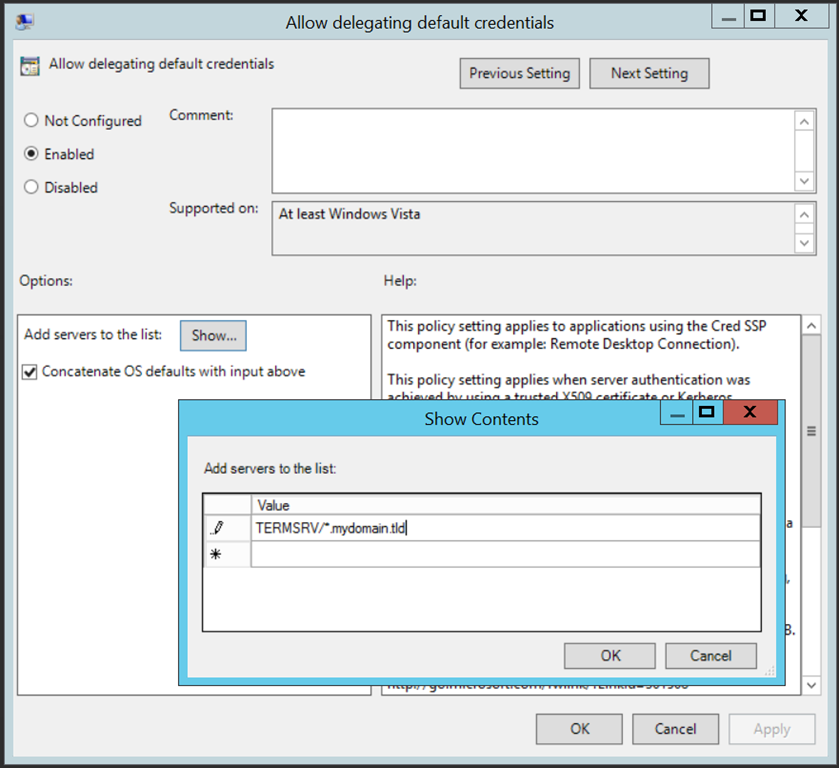 Allow delegating default credentials
Allow delegating default credentials
Previous Setting
Next Setting
Not Configured
Comment:
Enabled
Disabled
Supported on:
At least Windows Vista
Options:
Help:
Add servers to the list:
Show...
Concatenate OS defaults with input above
This policy setting applies to applications using the Cred SSP
component (for example: Remote Desktop Connection).
This policy setting applies when server authentication was
achieved by using a trusted X509 certificate or Kerberos
Show Contents
Add servers to the list:
Value
TERMSRV/*.mydomain.tld
OK
Cancel
OK
Cancel
Apply